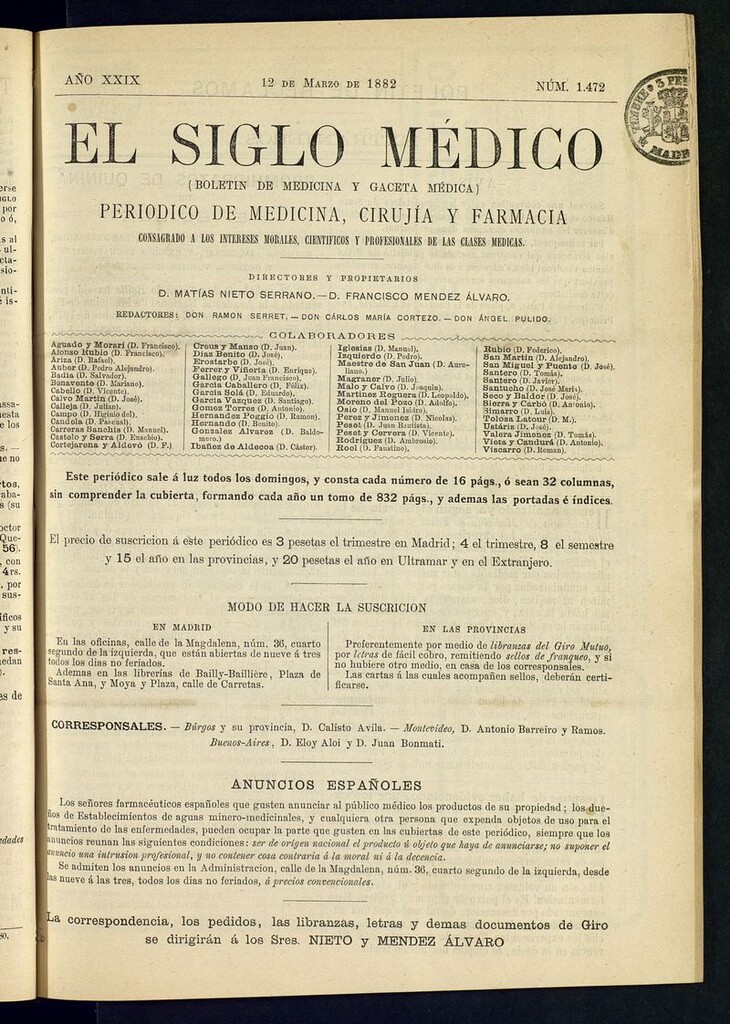 AÑO XXIX
12 DE MARZO DE 1882
NÚM. 1.472
EL SIGLO MÉDICO
(BOLETIN DE MEDICINA Y GACETA MÉDICA)
PERIODICO DE MEDICINA, CIRUJÍA Y FARMACIA
CONSAGRADO A LOS INTERESES MORALES, CIENTIFICOS Y PROFESIONALES DE LAS CLASES MEDICAS.
DIRECTORES Y PROPIETARIOS
D. MATÍAS NIETO SERRANO.—D. FRANCISCO MENDEZ ÁLVARO.
REDACTORES: DON RAMON SERRET.—DON CÁRLOS MARÍA CORTEZO.—DON ÁNGEL PULIDO.
COLABORADORES
Aguado y Morari (D. Francisco).
Alonso Rubio (D. Francisco).
Ariza (D. Rafael).
Auber (D. Pedro Alejandro).
Badía (D. Salvador).
Benavente (D. Mariano).
Cabello (D. Vicente).
Calvo Martin (D. José).
Calleja (D. Julian).
Campo (D. Higinio del).
Candela (D. Pascual).
Carreras Sanchis (D. Manuel).
Castelo y Serra (D. Eusebio).
Cortejarena y Aldevó (D. F.)
Creus y Manso (D. Juan).
Diaz Benito (D. José).
Erostarbe (D. José).
Ferrer y Viñerta (D. Enrique).
Gallego (D. Juan Francisco).
García Caballero (D. Félix).
García Solá (D. Eduardo).
García Vazquez (D. Santiago).
Gomez Torres (D. Antonio).
Hernandez Poggio (D. Ramon).
Hernando (D. Benito).
Gonzalez Alvarez (D. Baldo-
mero.)
Ibañez de Aldecoa (D. Cástor).
Iglesias (D. Manuel).
Izquierdo (D. Pedro).
Maestre de San Juan (D. Aure-
liano.)
Magraner (D. Julio).
Malo y Calvo (D. Joaquin).
Martinez Reguera (D. Leopoldo).
Moreno del Pozo (D. Adolfo).
Osío (D. Manuel Isidro).
Perez y Jimenez (D. Nicolas).
Peset (D. Juan Bautista).
Peset y Cervera (D. Vicente).
Rodriguez (D. Ambrosio).
Roel (D. Faustino).
Rubio (D. Federico).
San Martin (D. Alejandro).
San Miguel y Puente (D. José).
Santero (D. Tomás).
Santero (D. Javier).
Santucho (D. José María).
Seco y Baldor (D. José).
Sierra y Carbó (D. Antonio).
Simarro (D. Luis).
Toloza Latour (D. M.).
Ustáriz (D. José).
Valera Jimenez (D. Tomás).
Vieta y Candurá (D. Antonio).
Viscarro (D. Roman).
Este periódico sale á luz todos los domingos, y consta cada número de 16 págs., ó sean 32 columnas,
sin comprender la cubierta, formando cada año un tomo de 832 págs., y ademas las portadas é índices.
El precio de suscricion á este periódico es 3 pesetas el trimestre en Madrid; 4 el trimestre, 8 el semestre
y 15 el año en las provincias, y 20 pesetas el año en Ultramar y en el Extranjero.
MODO DE HACER LA SUSCRICION
EN MADRID
En las oficinas, calle de la Magdalena, núm. 36, cuarto
segundo de la izquierda, que están abiertas de nueve á tres
todos los dias no feriados.
Ademas en las librerías de Bailly-Baillière, Plaza de
Santa Ana, y Moya y Plaza, calle de Carretas.
EN LAS PROVINCIAS
Preferentemente por medio de libranzas del Giro Mutuo,
por letras de fácil cobro, remitiendo sellos de franqueo, y si
no hubiere otro medio, en casa de los corresponsales.
Las cartas á las cuales acompañen sellos, deberán certi-
ficarse.
CORRESPONSALES. — Búrgos y su provincia, D. Calisto Avila. — Montevideo, D. Antonio Barreiro y Ramos.
Buenos-Aires, D. Eloy Aloi y D. Juan Bonmati.
ANUNCIOS ESPAÑOLES
Los señores farmacéuticos españoles que gusten anunciar al público médico los productos de su propiedad; los due-
ños de Establecimientos de aguas minero-medicinales, y cualquiera otra persona que expenda objetos de uso para el
tratamiento de las enfermedades, pueden ocupar la parte que gusten en las cubiertas de este periódico, siempre que los
anuncios reunan las siguientes condiciones: ser de orígen nacional el producto ú objeto que haya de anunciarse; no suponer el
anuncio una intrusion profesional, y no contener cosa contraria á la moral ni á la decencia.
Se admiten los anuncios en la Administracion, calle de la Magdalena, núm. 36, cuarto segundo de la izquierda, desde
las nueve á las tres, todos los dias no feriados, á precios convencionales.
La correspondencia, los pedidos, las libranzas, letras y demas documentos de Giro
se dirigirán á los Sres. NIETO y MENDEZ ÁLVARO